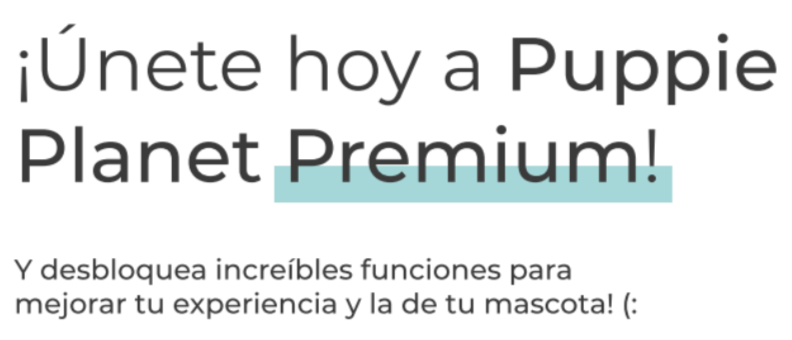 ¡Únete hoy a Puppie
Planet Premium!
Y desbloquea increíbles funciones para
mejorar tu experiencia y la de tu mascota! (: